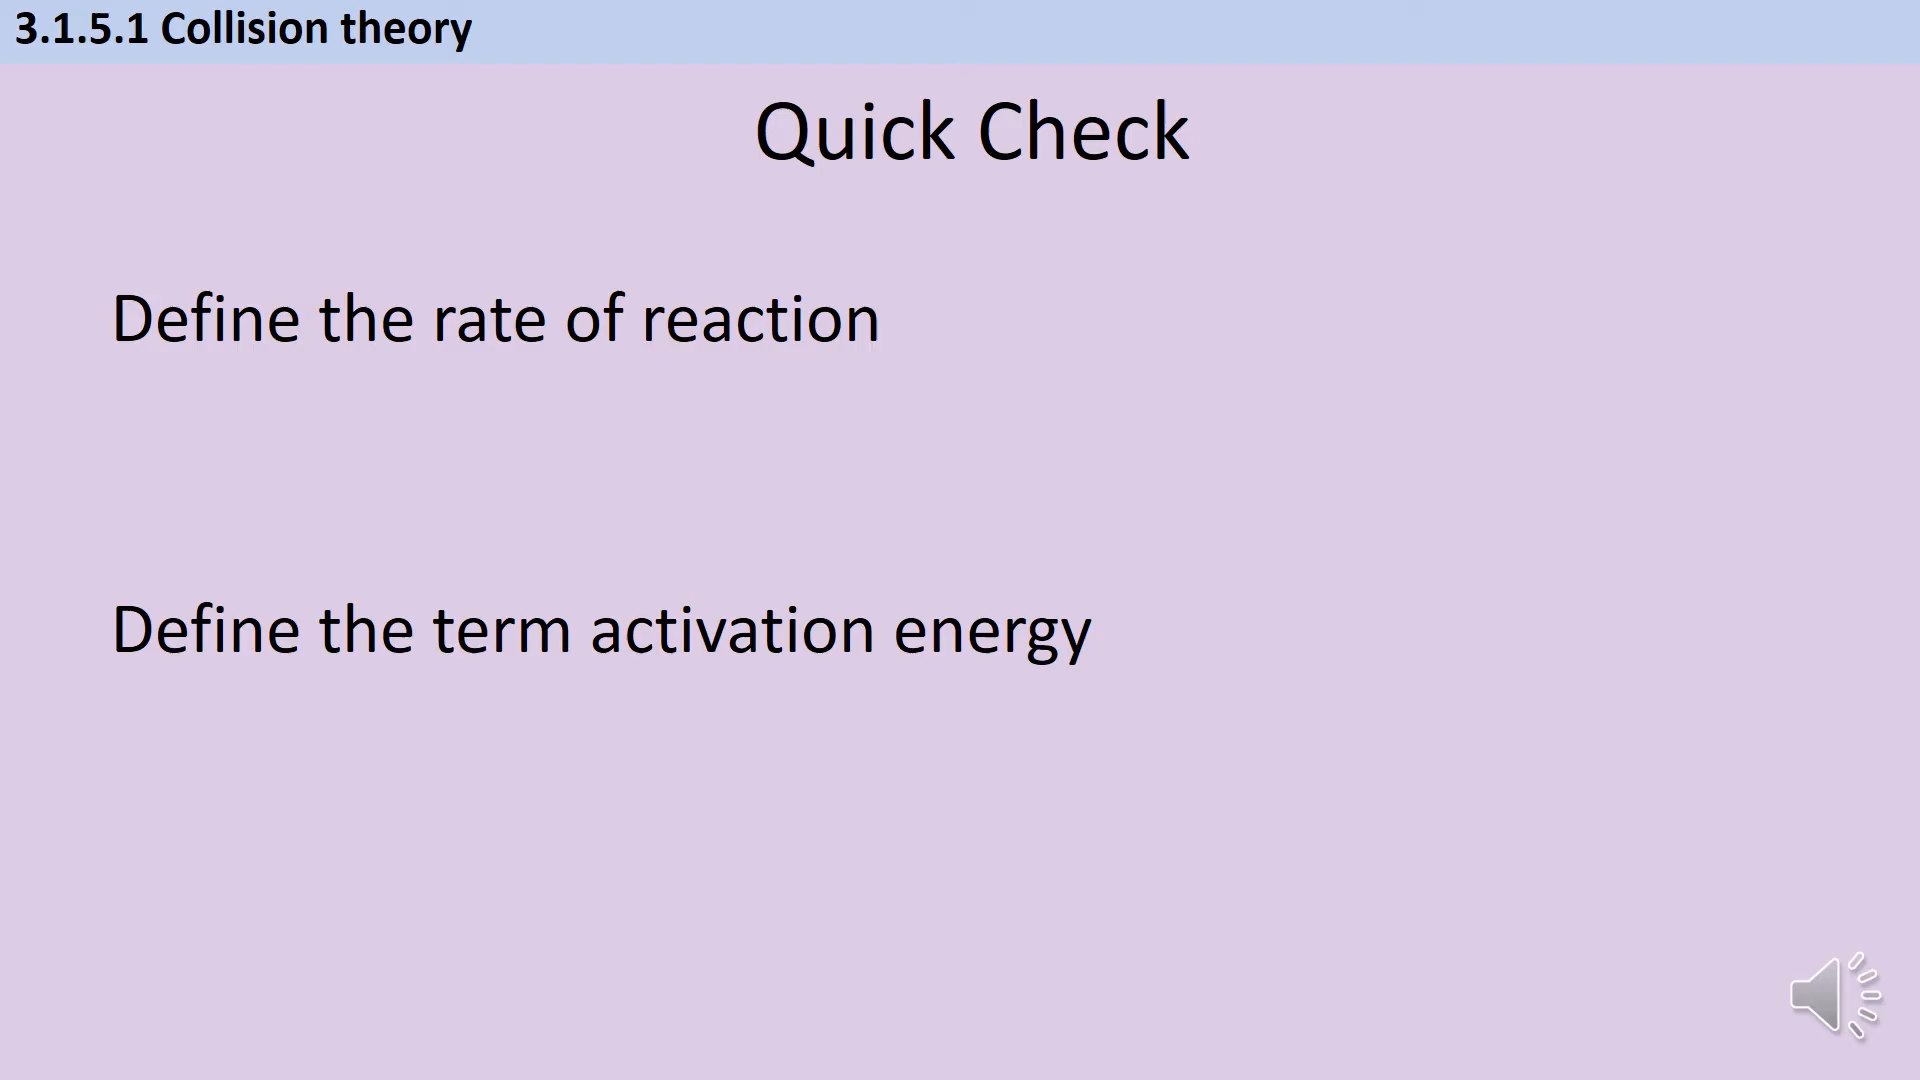 3.1.5.1 Collision theory
Quick Check
Define the rate of reaction
Define the term activation energy